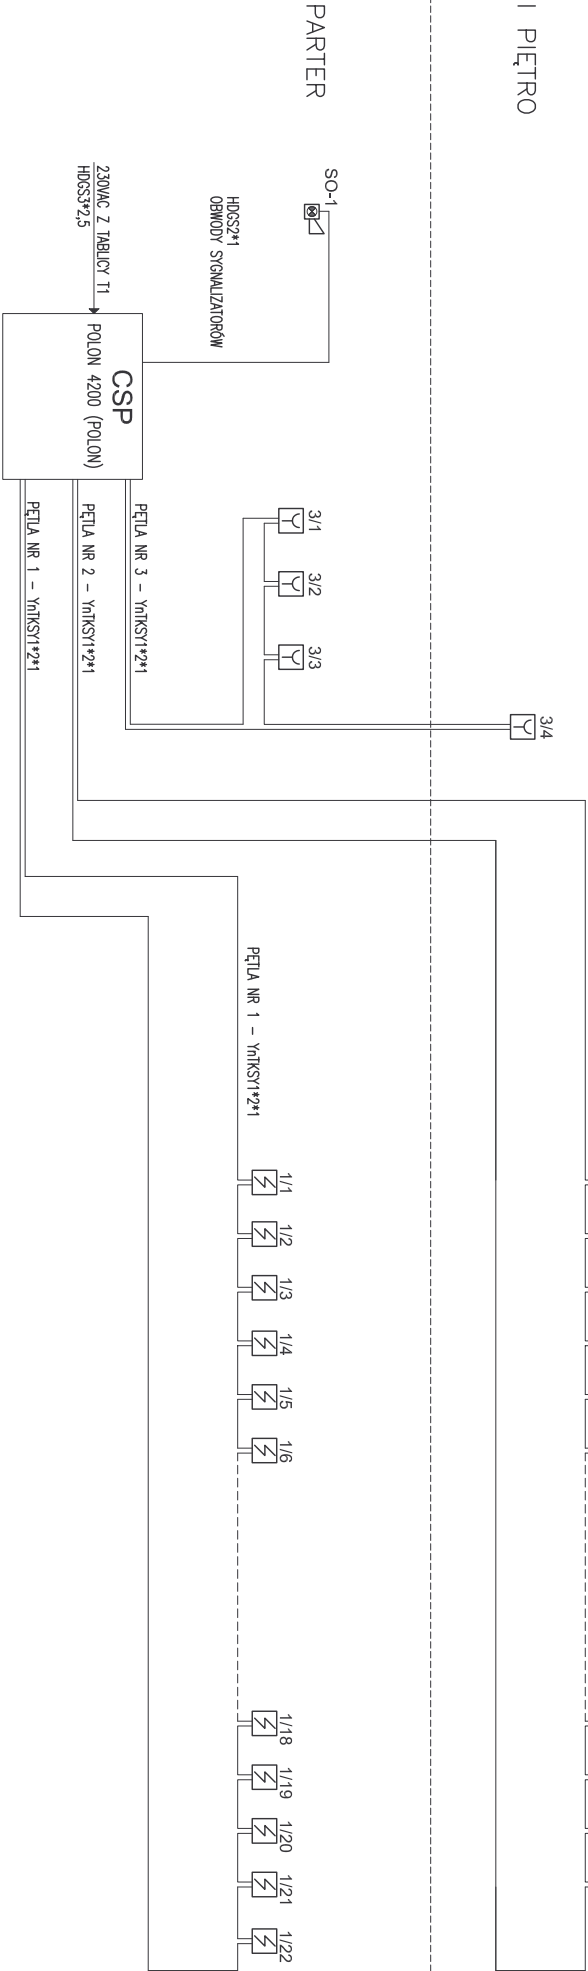 I PIĘTRO
PARTER
SO-1
HDGS2*1
OBWODY SYGNALIZATORÓW
230VAC Z TABLICY T1
HDGS3*2,5
CSP
POLON 4200 (POLON)
3/1
3/2
3/3
3/4
PĘTLA NR 3 - YnTKSY1*2*1
PĘTLA NR 2 - YnTKSY1*2*1
PĘTLA NR 1 - YnTKSY1*2*1
PĘTLA NR 1 - YnTKSY1*2*1
1/1
1/2
1/3
1/4
1/5
1/6
1/18
1/19
1/20
1/21
1/22